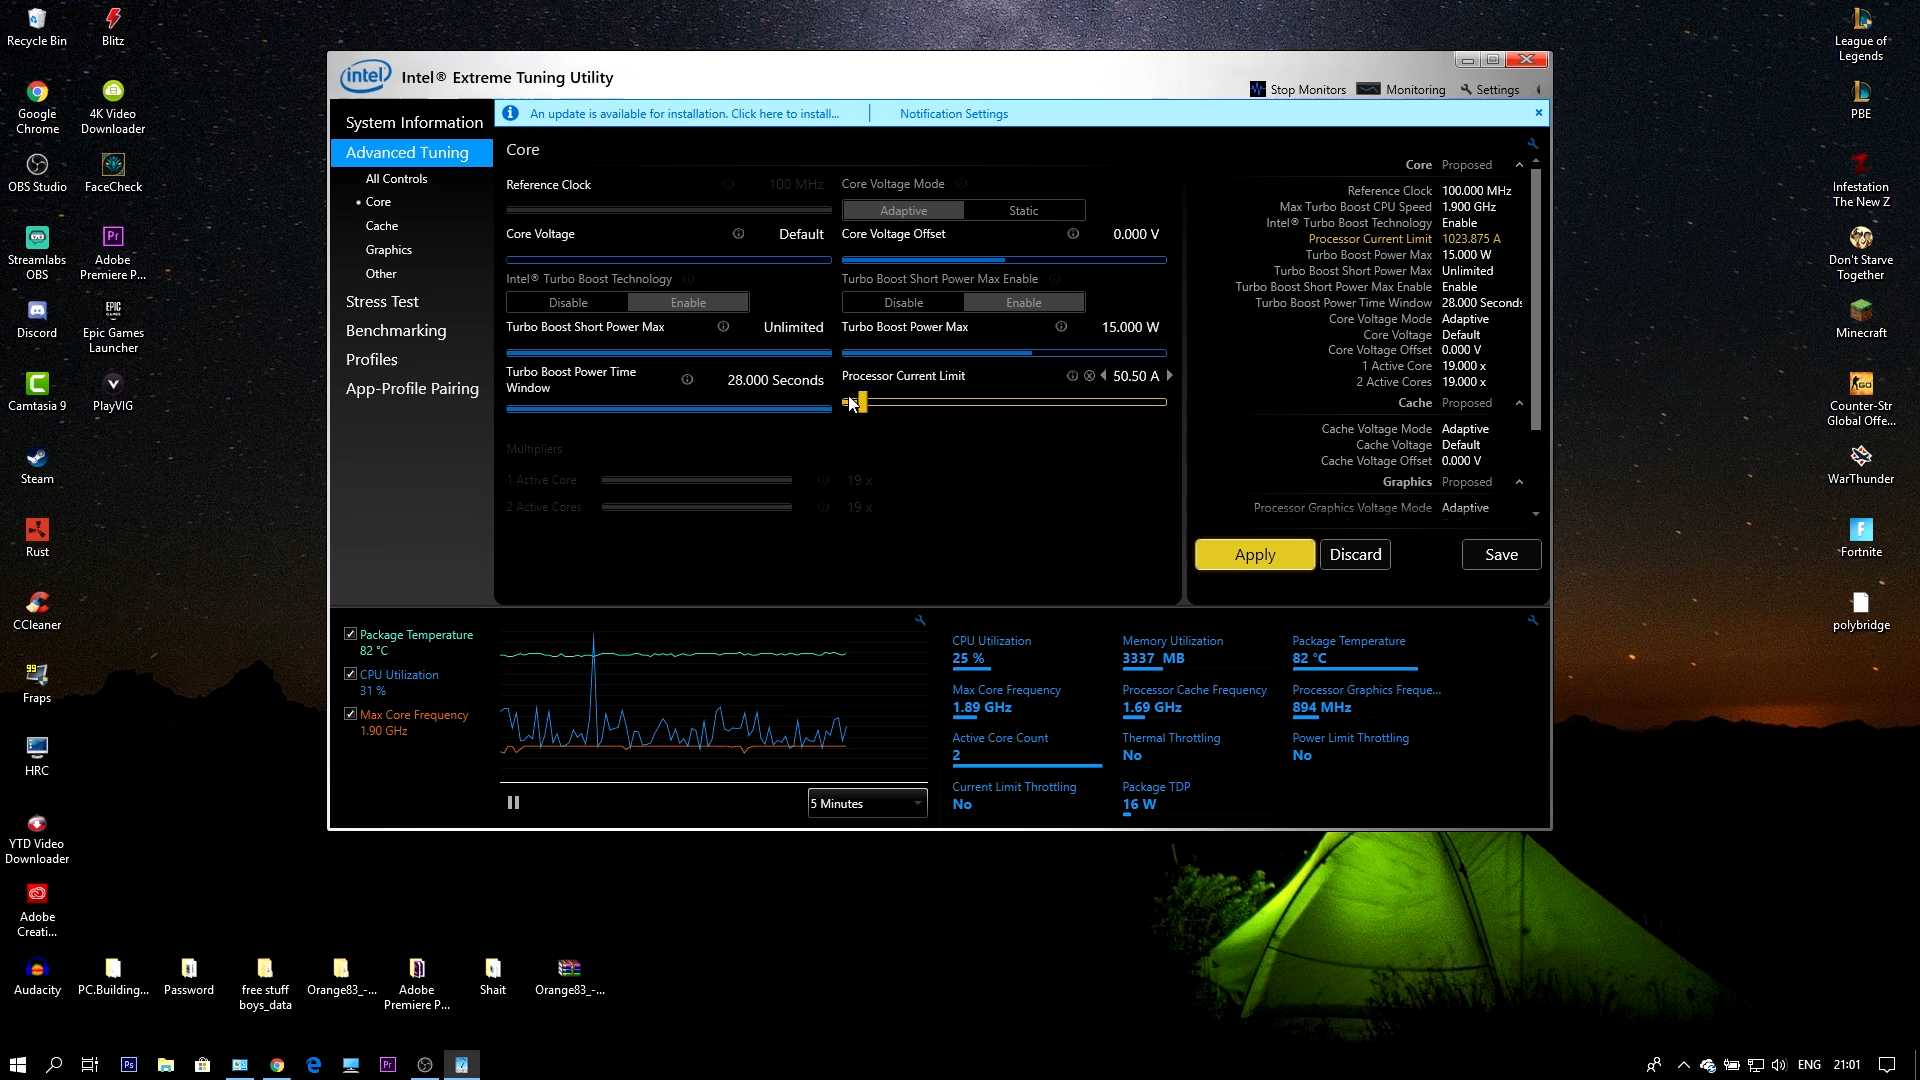 Recycle Bin
Blitz
Google
Chrome
4K Video
Downloader
OBS Studio
FaceCheck
Streamlabs
OBS
Adobe
Premiere P...
Discord
Epic Games
Launcher
Camtasia 9
PlayVIG
Steam
Rust
CCleaner
99
Fraps
HRC
YTD Video
Downloader
Adobe
Creati...
Audacity
PC.Building...
Password
free stuff
boys_data
Orange83_-...
Adobe
Premiere P...
Shait
Orange83_-...
League of
Legends
PBE
Infestation
The New Z
Don't Starve
Together
Minecraft
Counter-Str
Global Offe...
WarThunder
Fortnite
polybridge
intel
Intel® Extreme Tuning Utility
Stop Monitors
Monitoring
Settings
An update is available for installation. Click here to install...
Notification Settings
System Information
Advanced Tuning
All Controls
Core
Cache
Graphics
Other
Stress Test
Benchmarking
Profiles
App-Profile Pairing
Core
Reference Clock 100 MHz
Core Voltage Mode
Adaptive Static
Core Voltage Default
Core Voltage Offset 0.000 V
Intel® Turbo Boost Technology
Disable Enable
Turbo Boost Short Power Max Enable
Disable Enable
Turbo Boost Short Power Max Unlimited
Turbo Boost Power Max 15.000 W
Turbo Boost Power Time
Window
28.000 Seconds
Processor Current Limit 50.50 A
Multipliers
1 Active Core 19 x
2 Active Cores 19 x
Core Proposed
Reference Clock 100.000 MHz
Max Turbo Boost CPU Speed 1.900 GHz
Intel® Turbo Boost Technology Enable
Processor Current Limit 1023.875 A
Turbo Boost Power Max 15.000 W
Turbo Boost Short Power Max Unlimited
Turbo Boost Short Power Max Enable Enable
Turbo Boost Power Time Window 28.000 Seconds
Core Voltage Mode Adaptive
Core Voltage Default
Core Voltage Offset 0.000 V
1 Active Core 19.000 x
2 Active Cores 19.000 x
Cache Proposed
Cache Voltage Mode Adaptive
Cache Voltage Default
Cache Voltage Offset 0.000 V
Graphics Proposed
Processor Graphics Voltage Mode Adaptive
Apply
Discard
Save
Package Temperature
82 °C
CPU Utilization
31 %
Max Core Frequency
1.90 GHz
5 Minutes
CPU Utilization
25 %
Memory Utilization
3337 MB
Package Temperature
82 °C
Max Core Frequency
1.89 GHz
Processor Cache Frequency
1.69 GHz
Processor Graphics Freque...
894 MHz
Active Core Count
2
Thermal Throttling
No
Power Limit Throttling
No
Current Limit Throttling
No
Package TDP
16 W
Ps
Pr
ENG
21:01